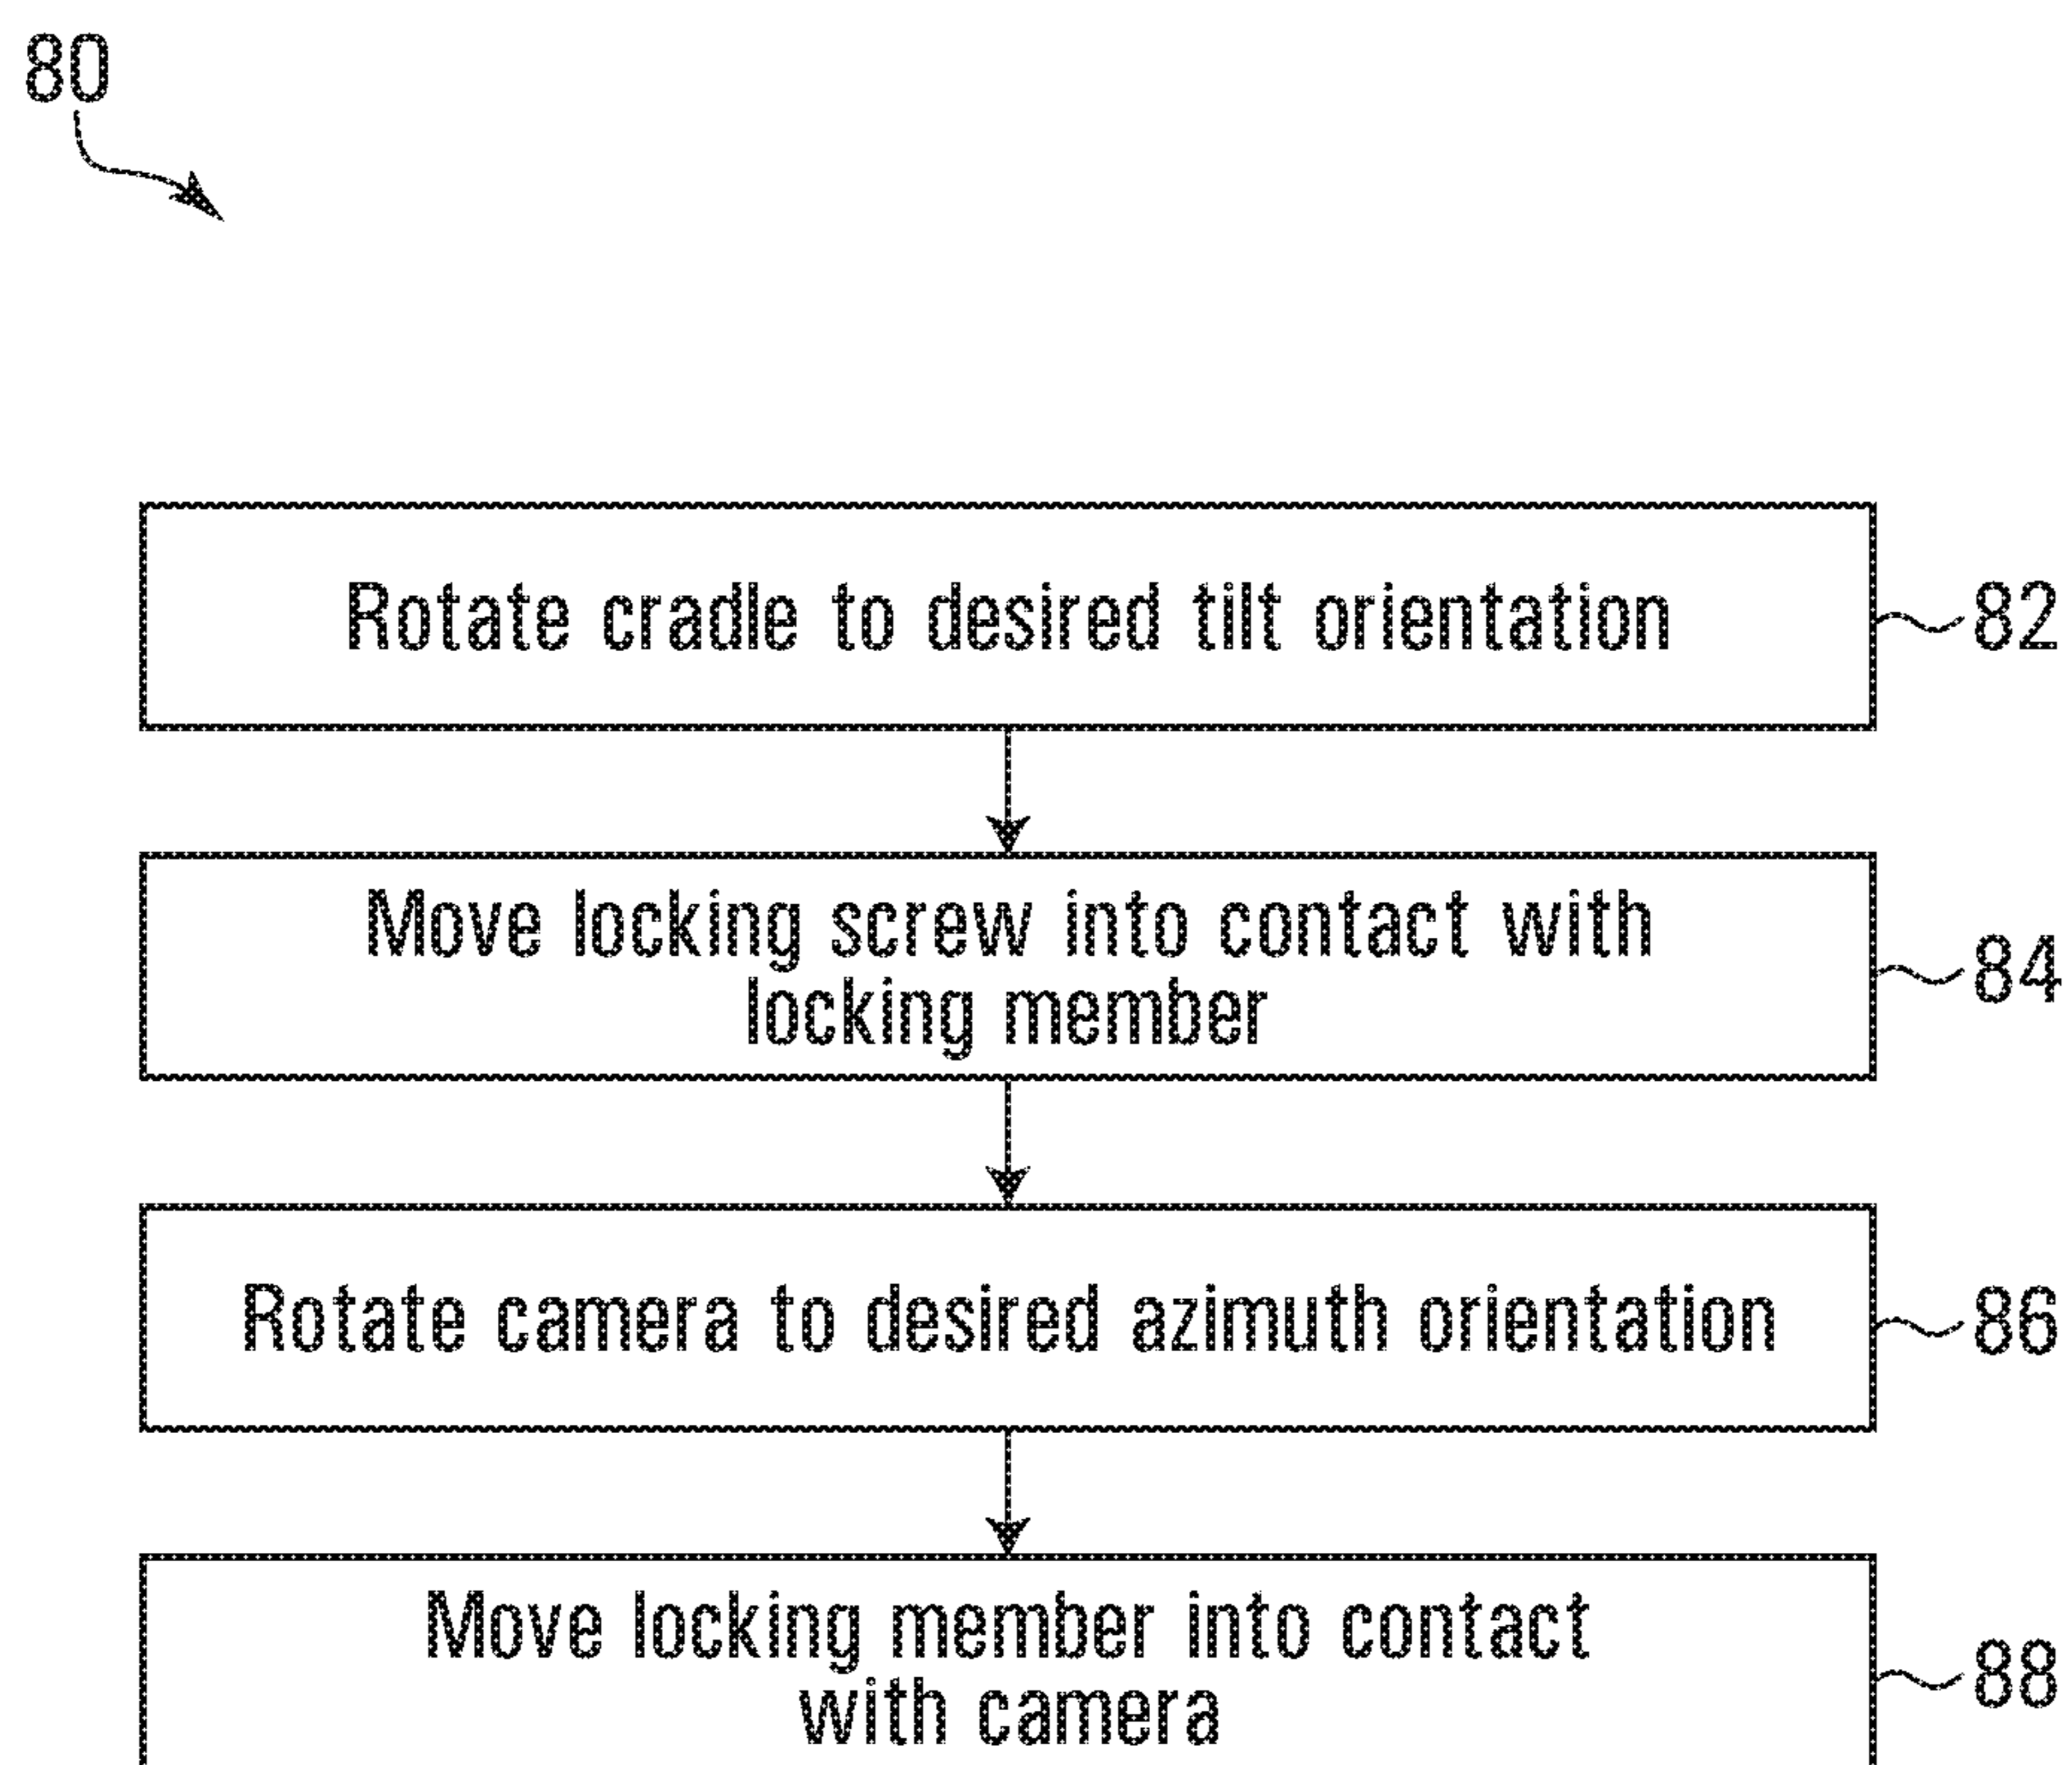 80
Rotate cradle to desired tilt orientation
82
Move locking screw into contact with
locking member
84
Rotate camera to desired azimuth orientation
86
Move locking member into contact
with camera
88